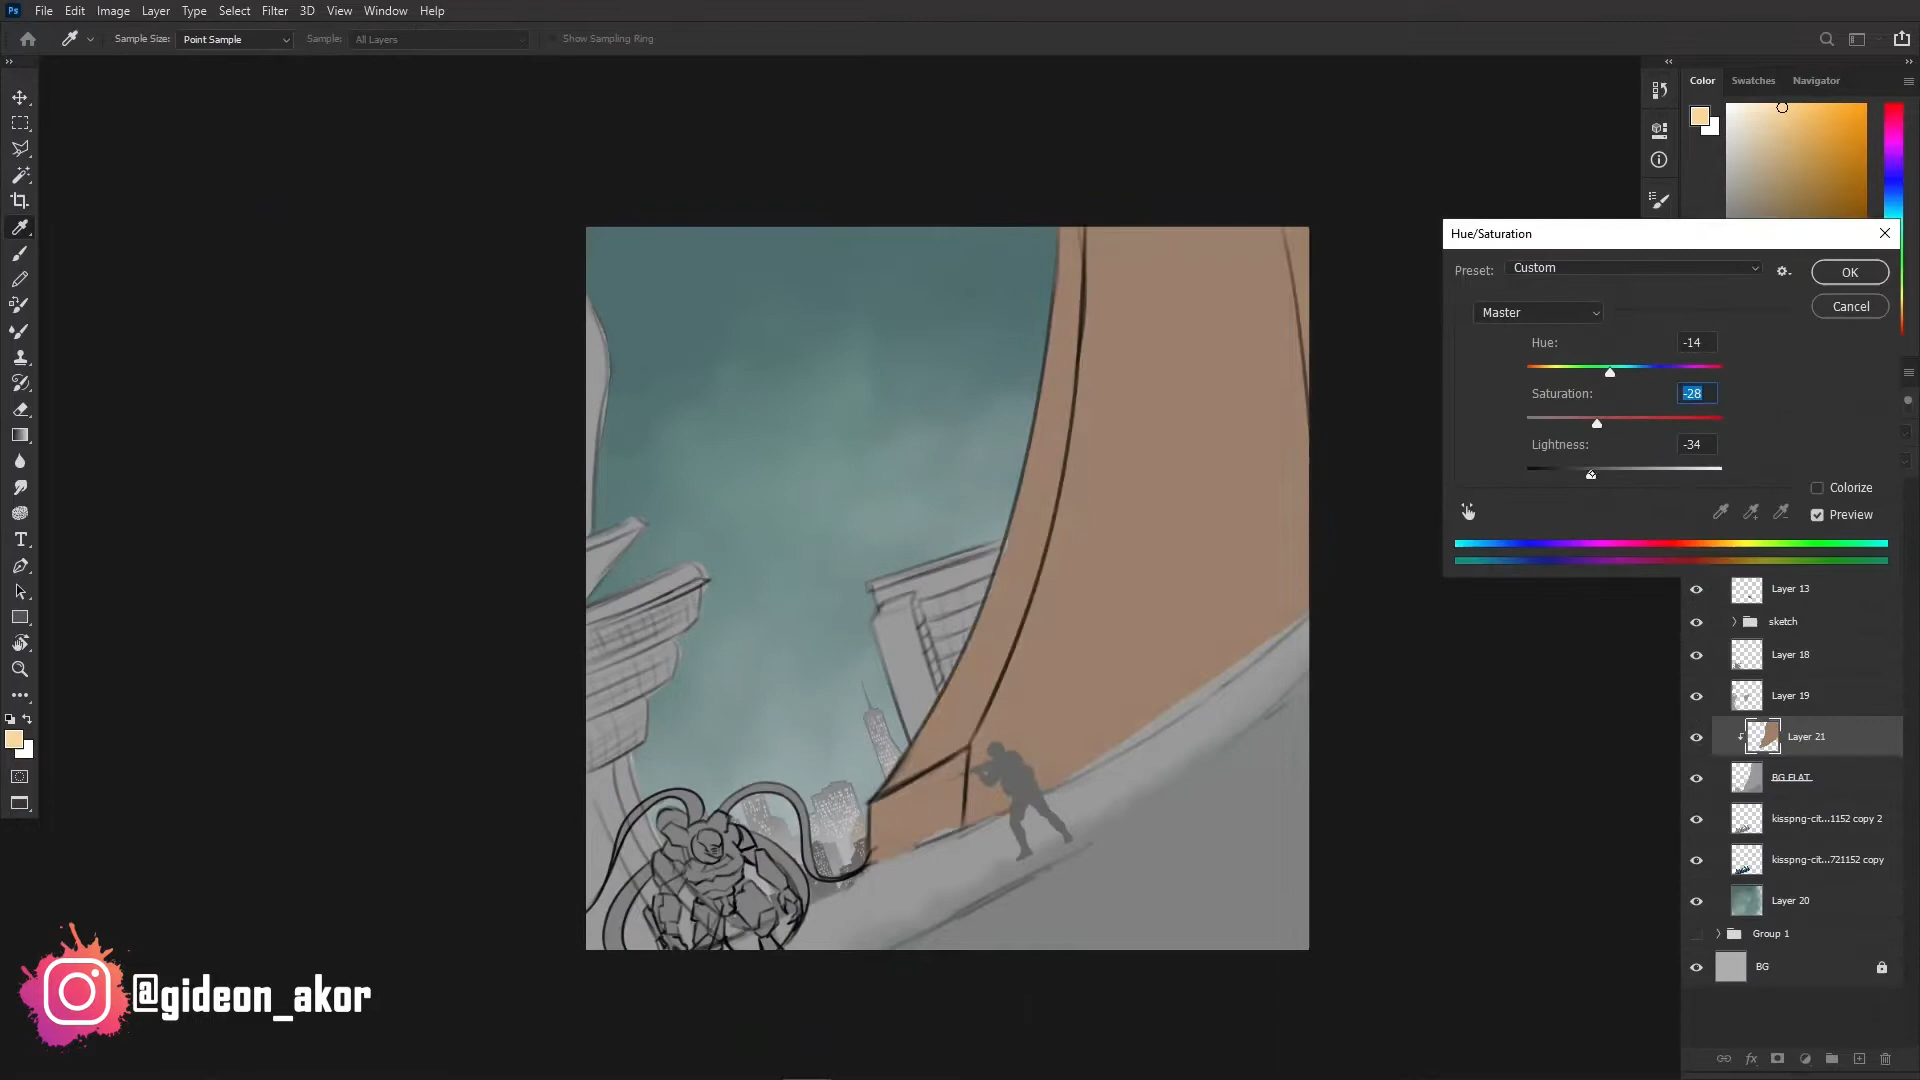 Ps File Edit Image Layer Type Select Filter 3D View Window Help
Sample Size: Point Sample Sample: All Layers Show Sampling Ring
Color Swatches Navigator
Hue/Saturation
Preset: Custom OK
Cancel
Master
Hue: -14
Saturation: -28
Lightness: -34
Colorize
Preview
Layer 13
sketch
Layer 18
Layer 19
Layer 21
BG FLAT
kisspng-cit...1152 copy 2
kisspng-cit...721152 copy
Layer 20
Group 1
BG
fx
@gideon_akor